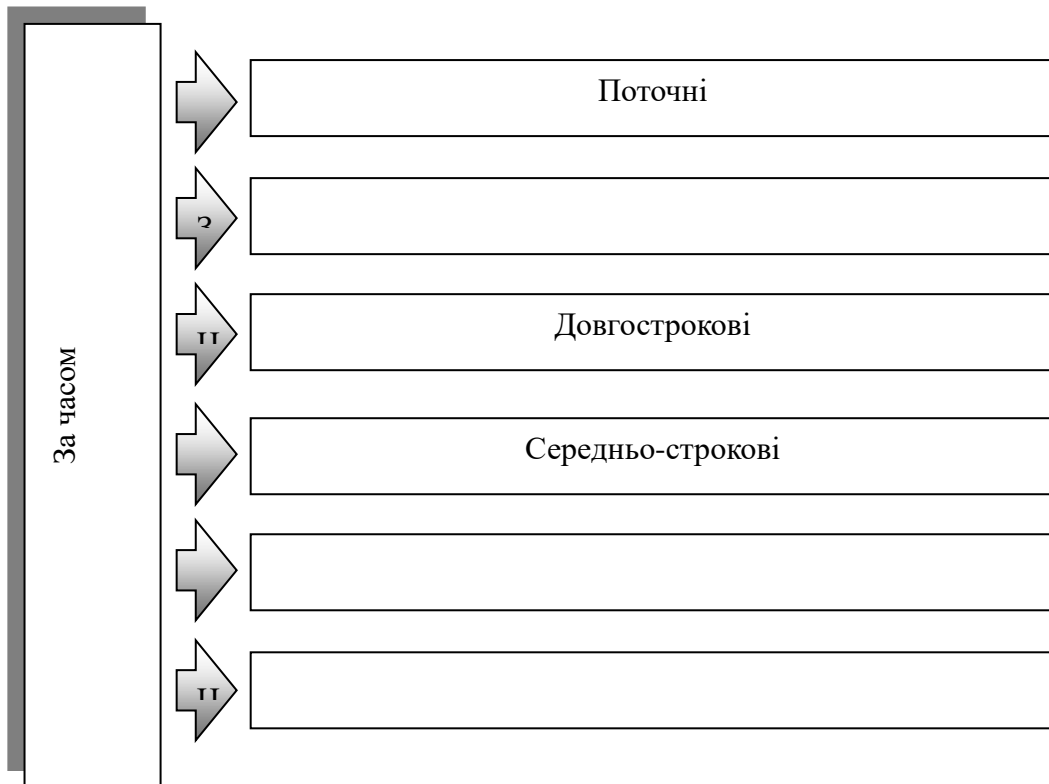 За часом
Поточні
Довгострокові
Середньо-строкові